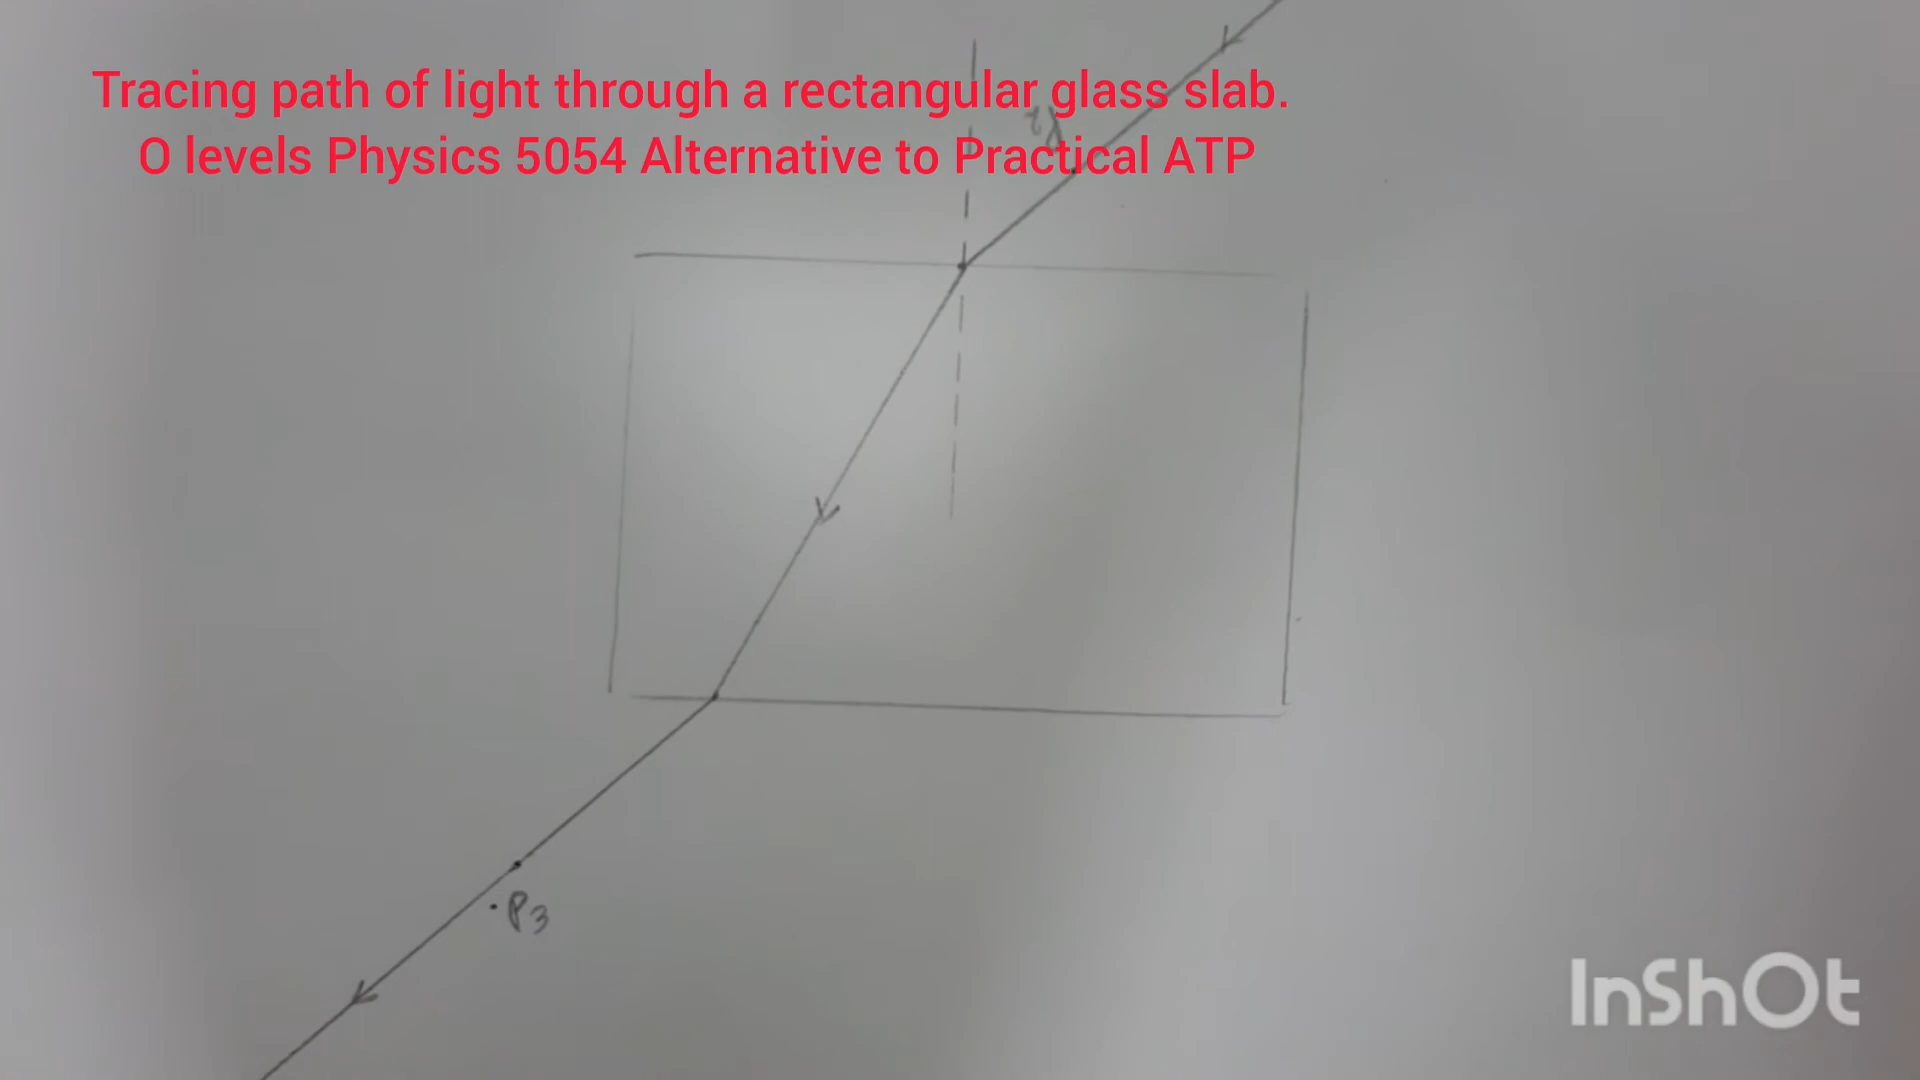 Tracing path of light through a rectangular glass slab.
O levels Physics 5054 Alternative to Practical ATP
P3
InShOt